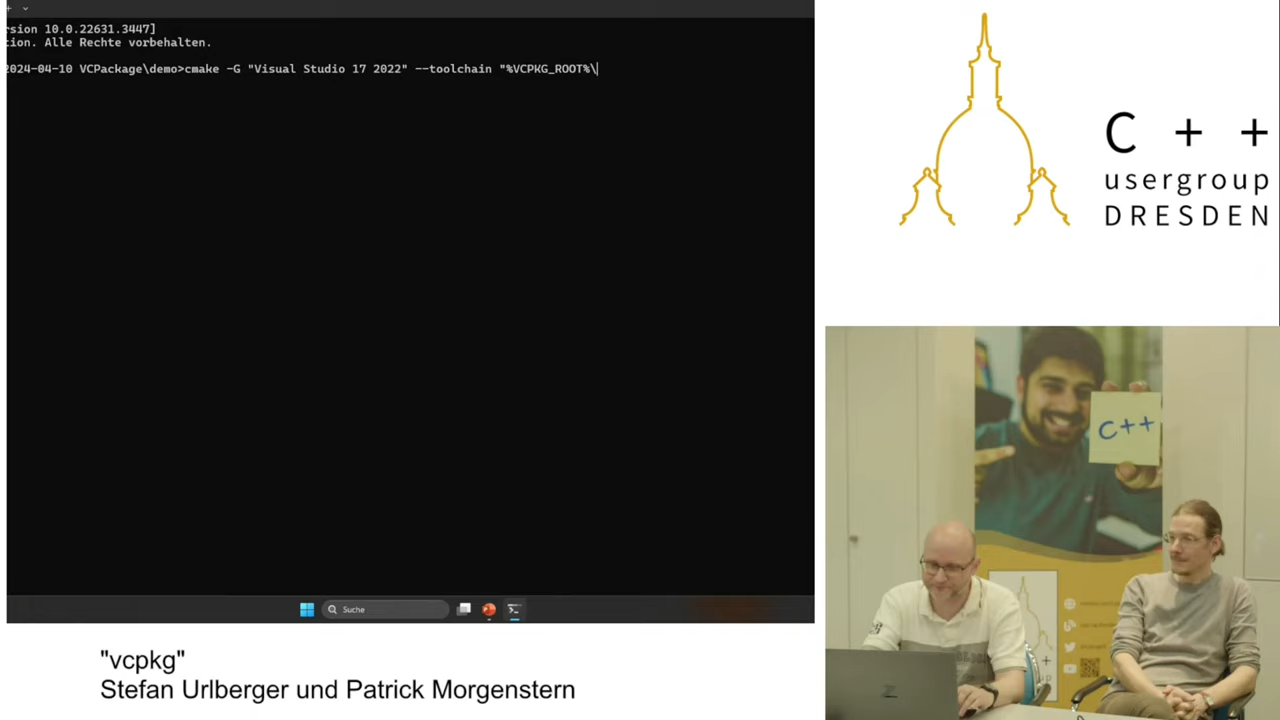 rsion 10.0.22631.3447]
tion. Alle Rechte vorbehalten.
2024-04-10 VCPackage\demo>cmake -G "Visual Studio 17 2022" --toolchain "%VCPKG_ROOT%\
Suche
C + +
usergroup
DRESDEN
C++
"vcpkg"
Stefan Urlberger und Patrick Morgenstern